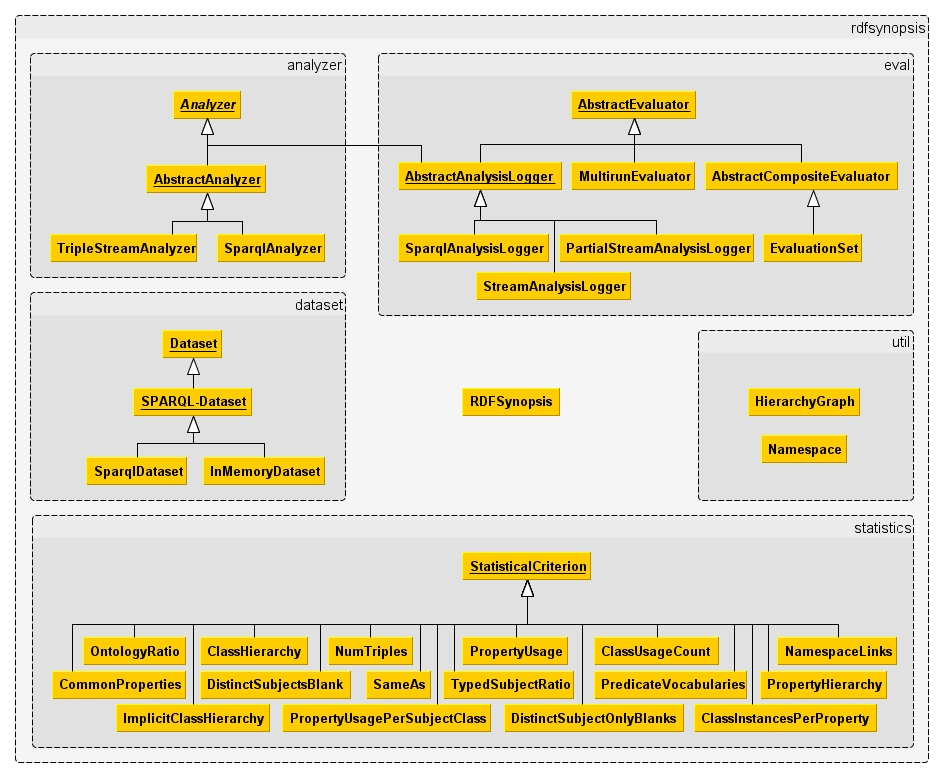 rdfsynopsis
analyzer
Analyzer
AbstractAnalyzer
TripleStreamAnalyzer
SparqlAnalyzer
eval
AbstractEvaluator
AbstractAnalysisLogger
MultirunEvaluator
AbstractCompositeEvaluator
SparqlAnalysisLogger
PartialStreamAnalysisLogger
EvaluationSet
StreamAnalysisLogger
dataset
Dataset
SPARQL-Dataset
SparqlDataset
InMemoryDataset
RDFSynopsis
util
HierarchyGraph
Namespace
statistics
StatisticalCriterion
OntologyRatio
ClassHierarchy
NumTriples
PropertyUsage
ClassUsageCount
NamespaceLinks
CommonProperties
DistinctSubjectsBlank
SameAs
TypedSubjectRatio
PredicateVocabularies
PropertyHierarchy
ImplicitClassHierarchy
PropertyUsagePerSubjectClass
DistinctSubjectOnlyBlanks
ClassInstancesPerProperty